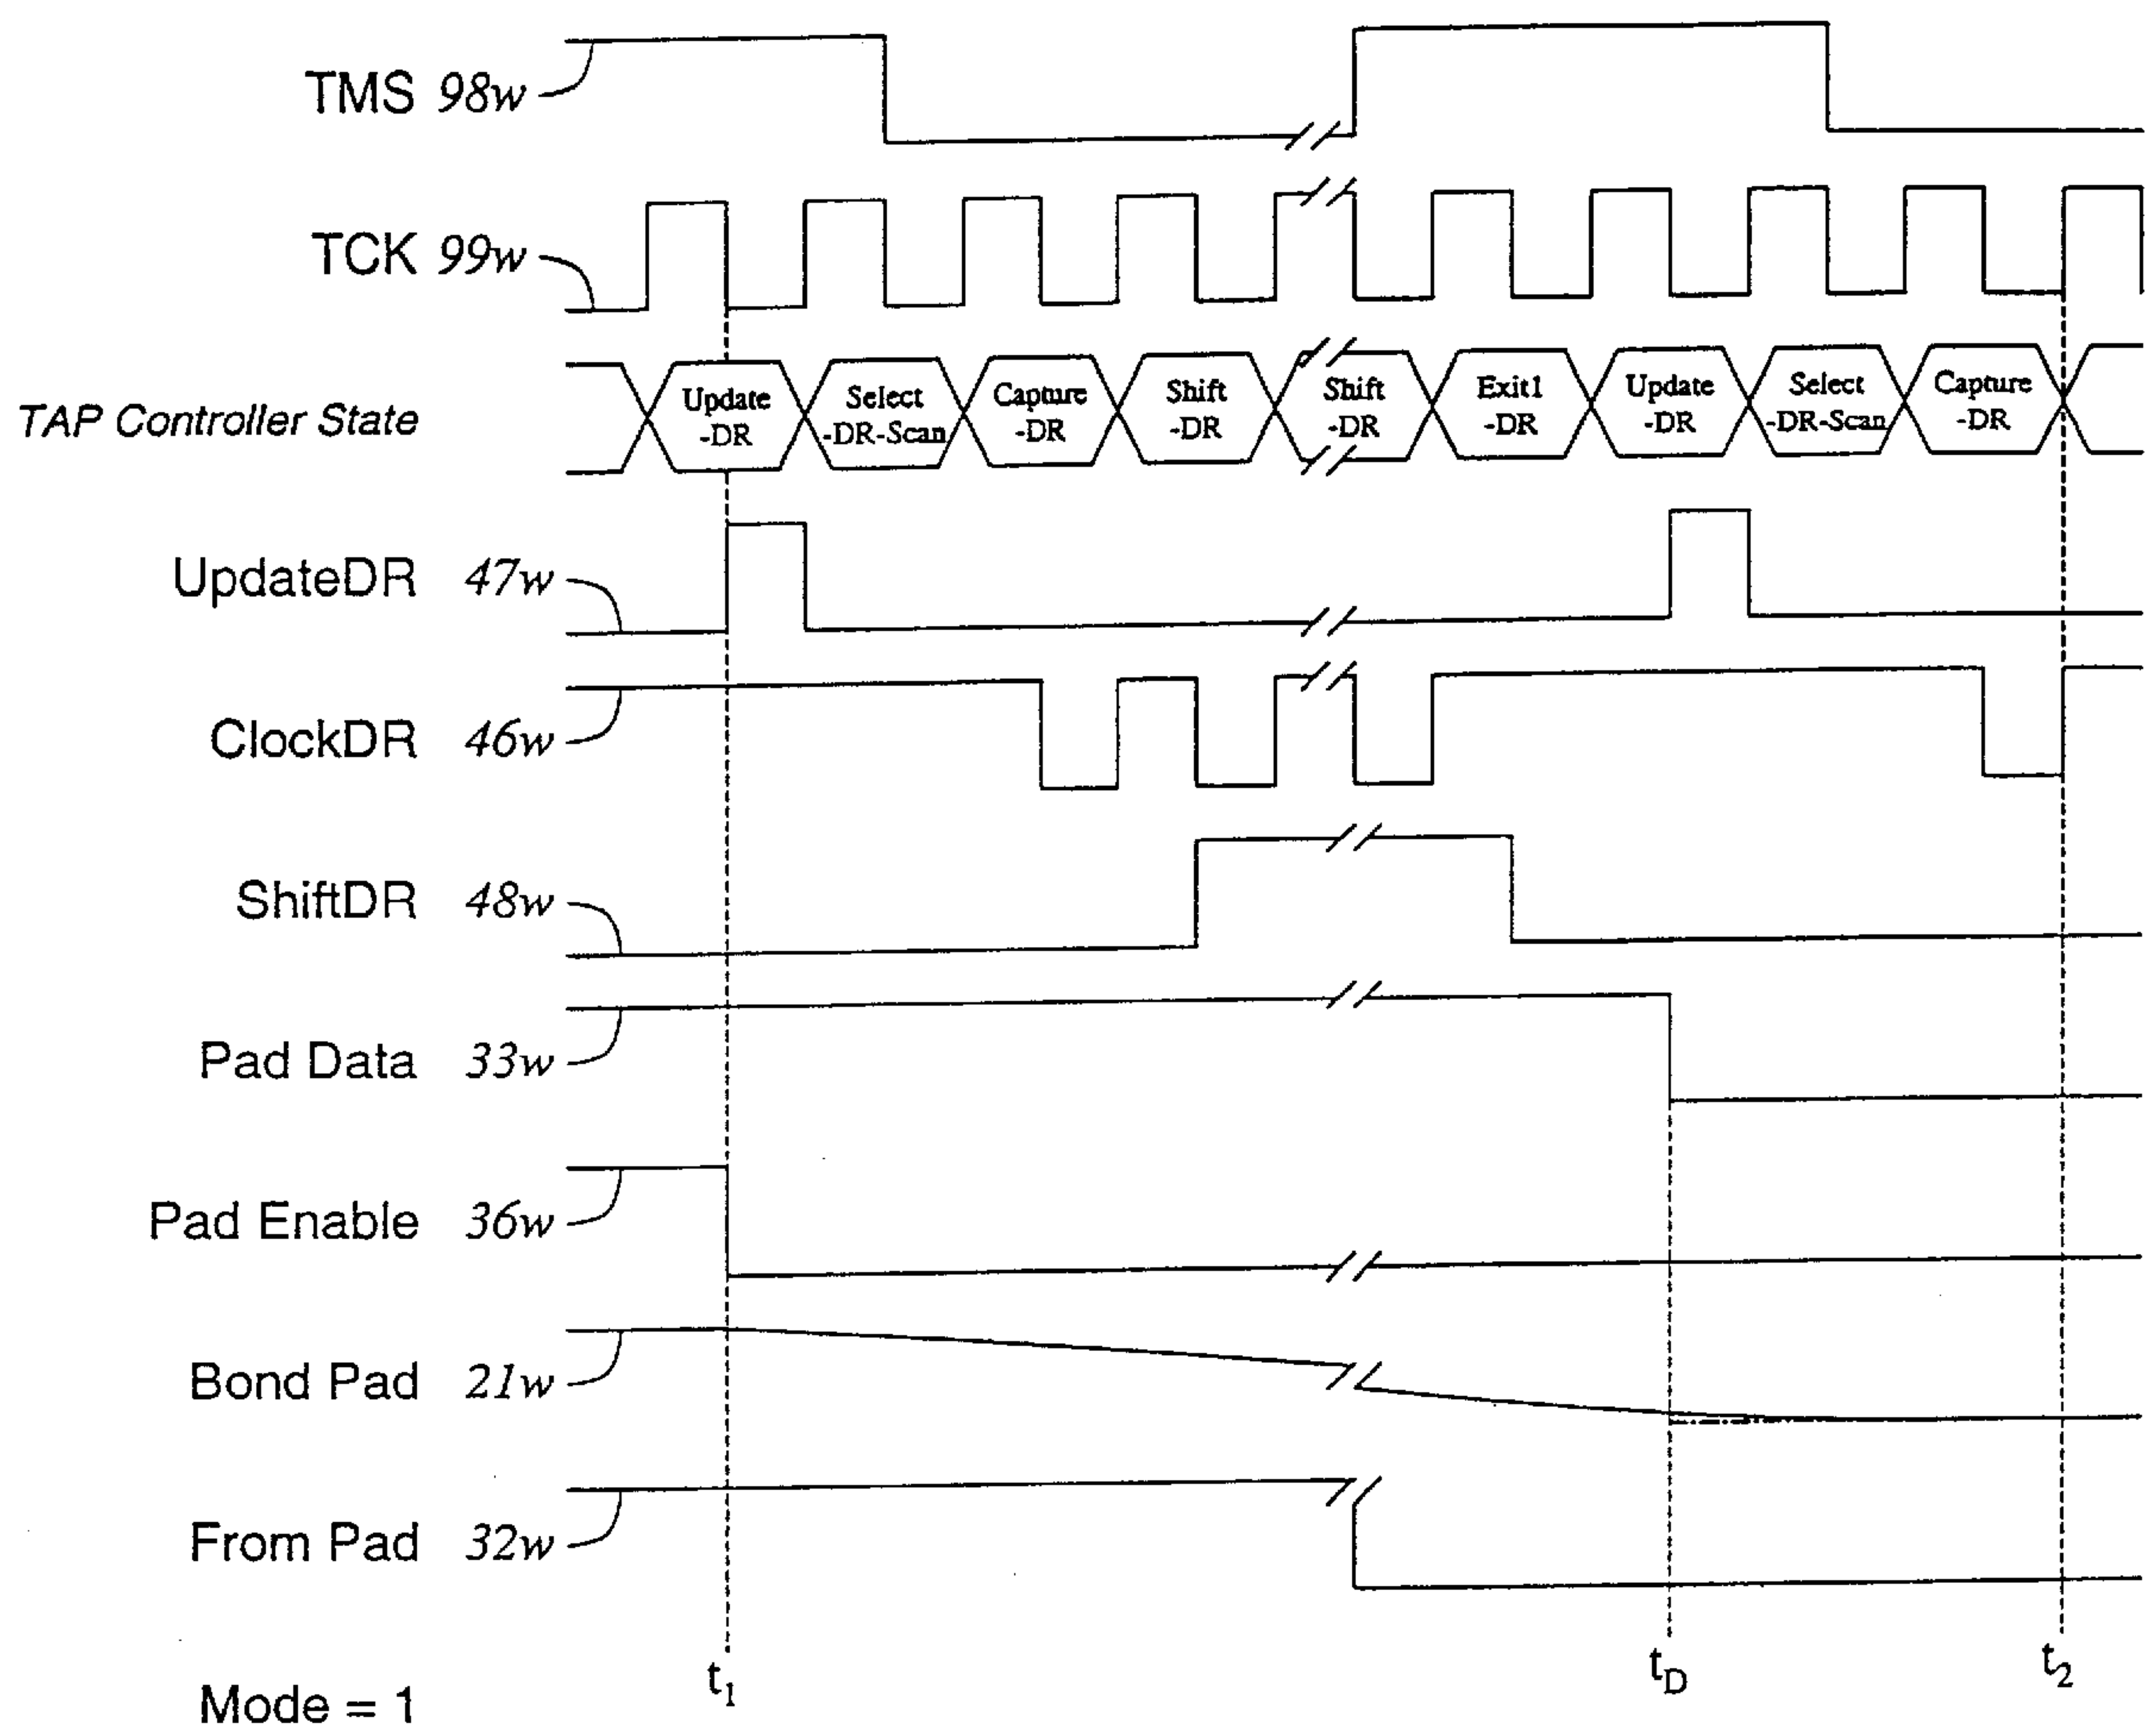 TMS 98w
TCK 99w
TAP Controller State
Update
-DR
Select
-DR-Scan
Capture
-DR
Shift
-DR
Shift
-DR
Exit1
-DR
Update
-DR
Select
-DR-Scan
Capture
-DR
UpdateDR 47w
ClockDR 46w
ShiftDR 48w
Pad Data 33w
Pad Enable 36w
Bond Pad 21w
From Pad 32w
t1 tD t2
Mode = 1